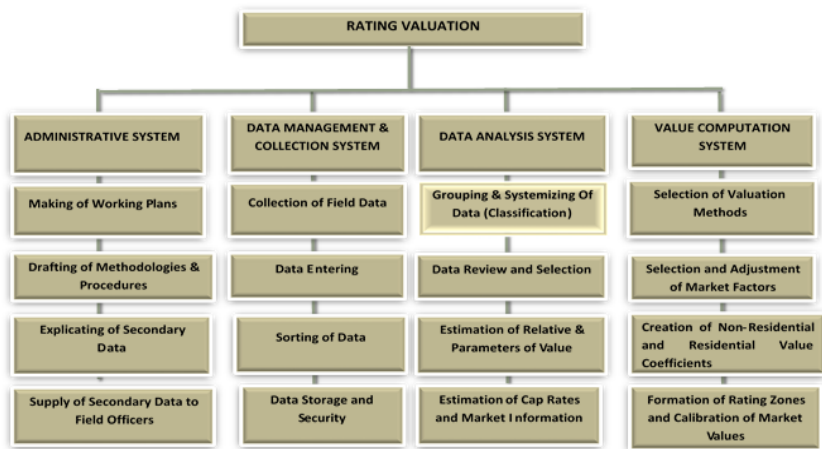 RATING VALUATION
ADMINISTRATIVE SYSTEM
Making of Working Plans
Drafting of Methodologies &
Procedures
Explicating of Secondary
Data
Supply of Secondary Data to
Field Officers
DATA MANAGEMENT &
COLLECTION SYSTEM
Collection of Field Data
Data Entering
Sorting of Data
Data Storage and
Security
DATA ANALYSIS SYSTEM
Grouping & Systemizing Of
Data (Classification)
Data Review and Selection
Estimation of Relative &
Parameters of Value
Estimation of Cap Rates
and Market Information
VALUE COMPUTATION
SYSTEM
Selection of Valuation
Methods
Selection and Adjustment
of Market Factors
Creation of Non-Residential
and Residential Value
Coefficients
Formation of Rating Zones
and Calibration of Market
Values